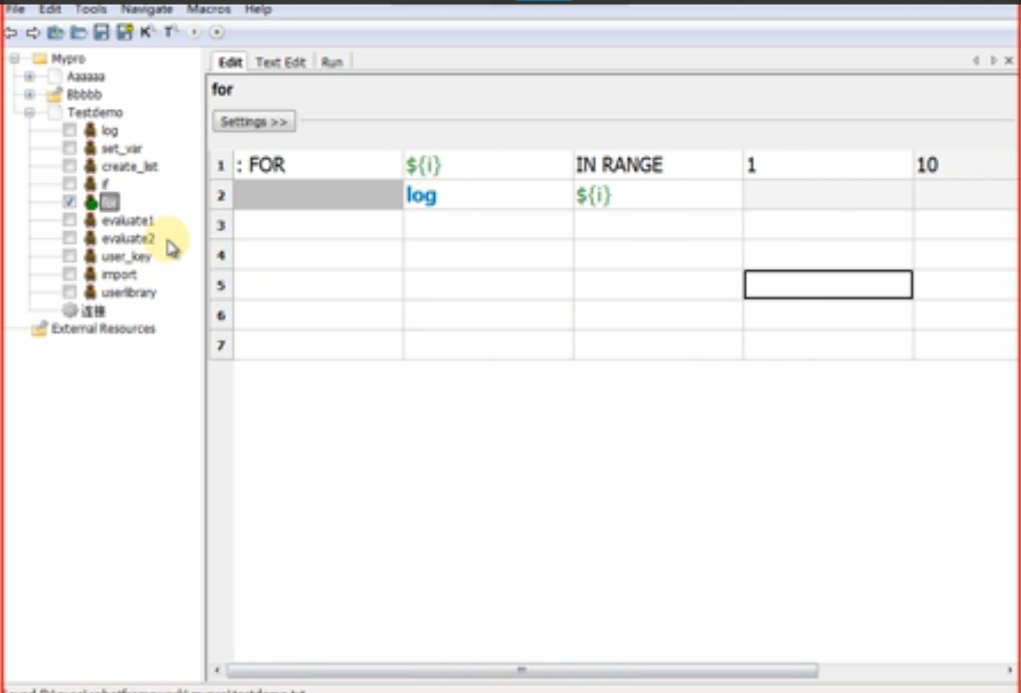 File Edit Tools Navigate Macros Help
Mypro
Aaaaaa
Bbbbb
Testdemo
log
set_var
create_list
if
for
evaluate1
evaluate2
user_key
import
userlibrary
连接
External Resources
Edit Text Edit Run
for
Settings >>
1 : FOR ${i} IN RANGE 1 10
2 log ${i}
3
4
5
6
7